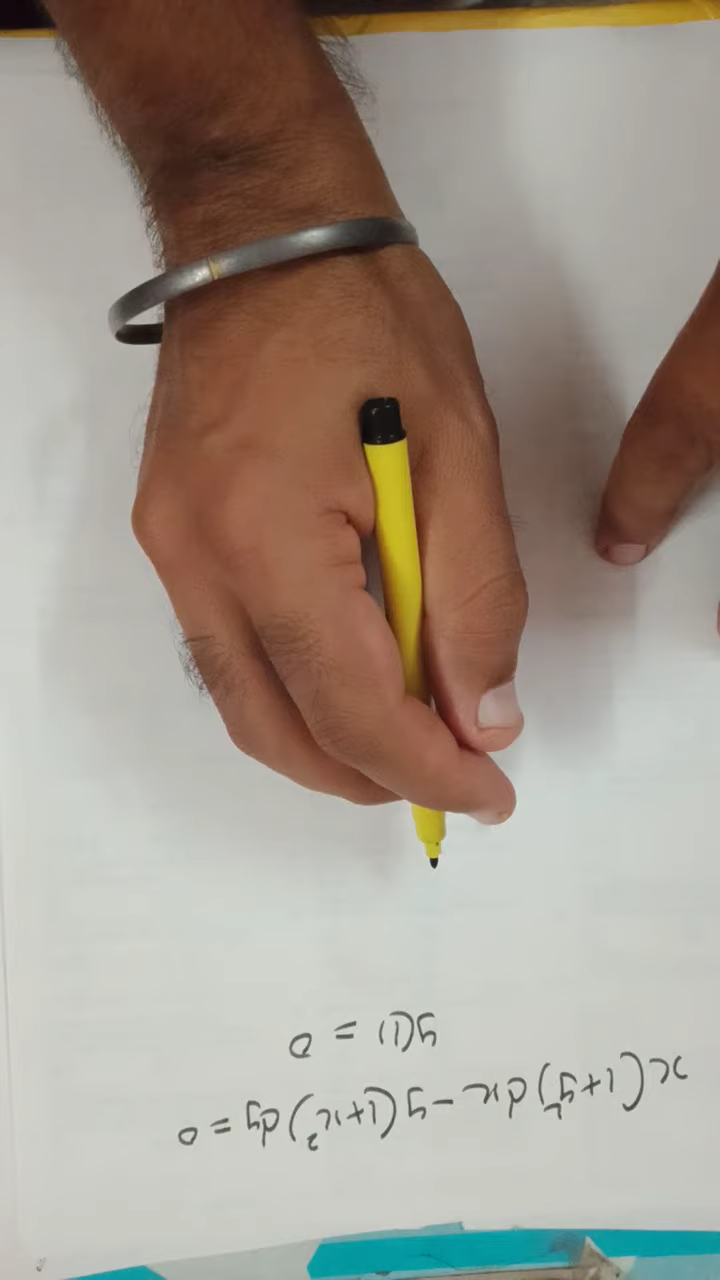 x(1+y²)dx - y(1+x²)dy = 0
y(1) = 0